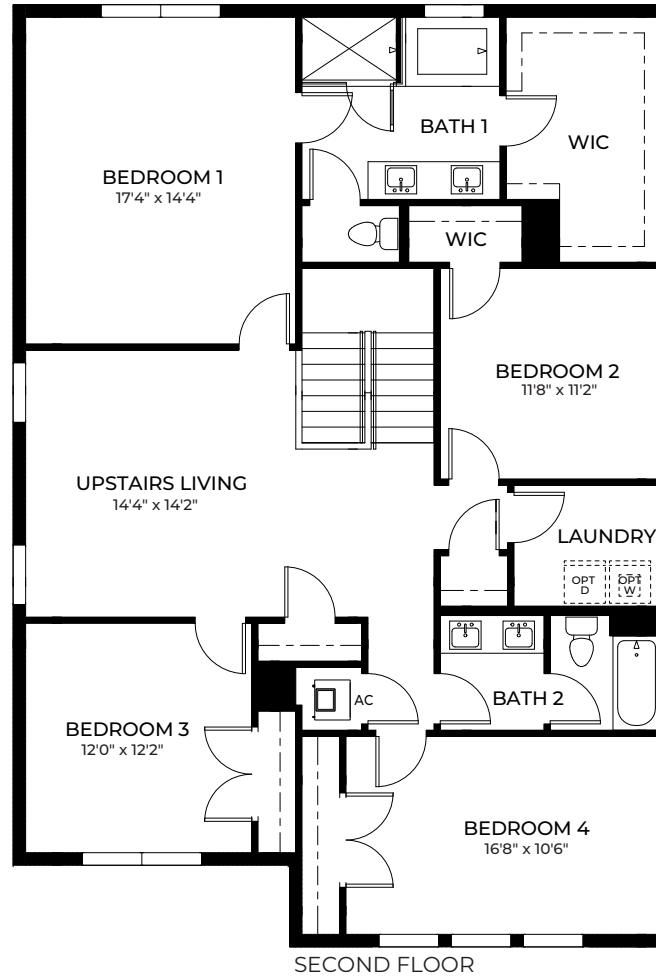 BATH 1
WIC
BEDROOM 1
17'4" x 14'4"
WIC
BEDROOM 2
11'8" x 11'2"
UPSTAIRS LIVING
14'4" x 14'2"
LAUNDRY
OPT
D
OPT
W
AC
BATH 2
BEDROOM 3
12'0" x 12'2"
BEDROOM 4
16'8" x 10'6"
SECOND FLOOR